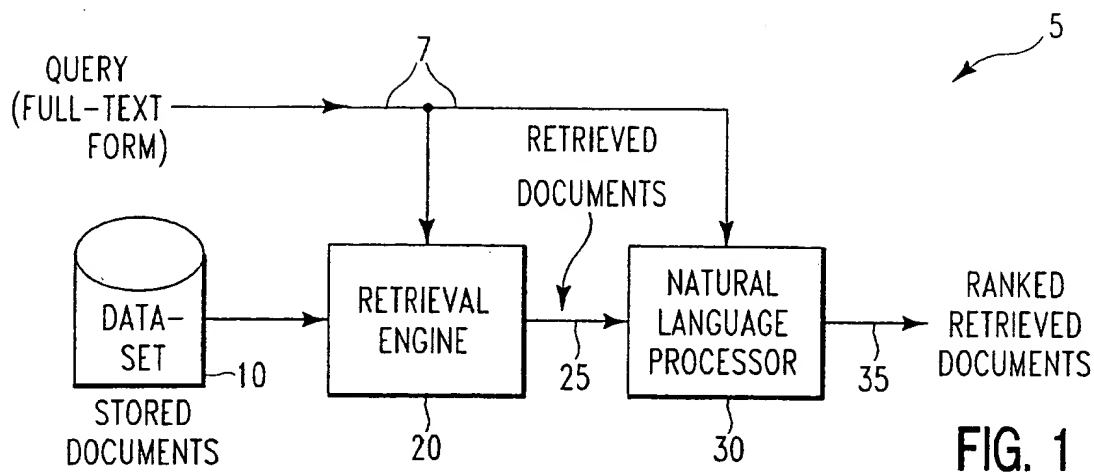 5
7
QUERY
(FULL-TEXT
FORM)
RETRIEVED
DOCUMENTS
DATA-
SET
10
STORED
DOCUMENTS
RETRIEVAL
ENGINE
20
25
NATURAL
LANGUAGE
PROCESSOR
30
35
RANKED
RETRIEVED
DOCUMENTS
FIG. 1